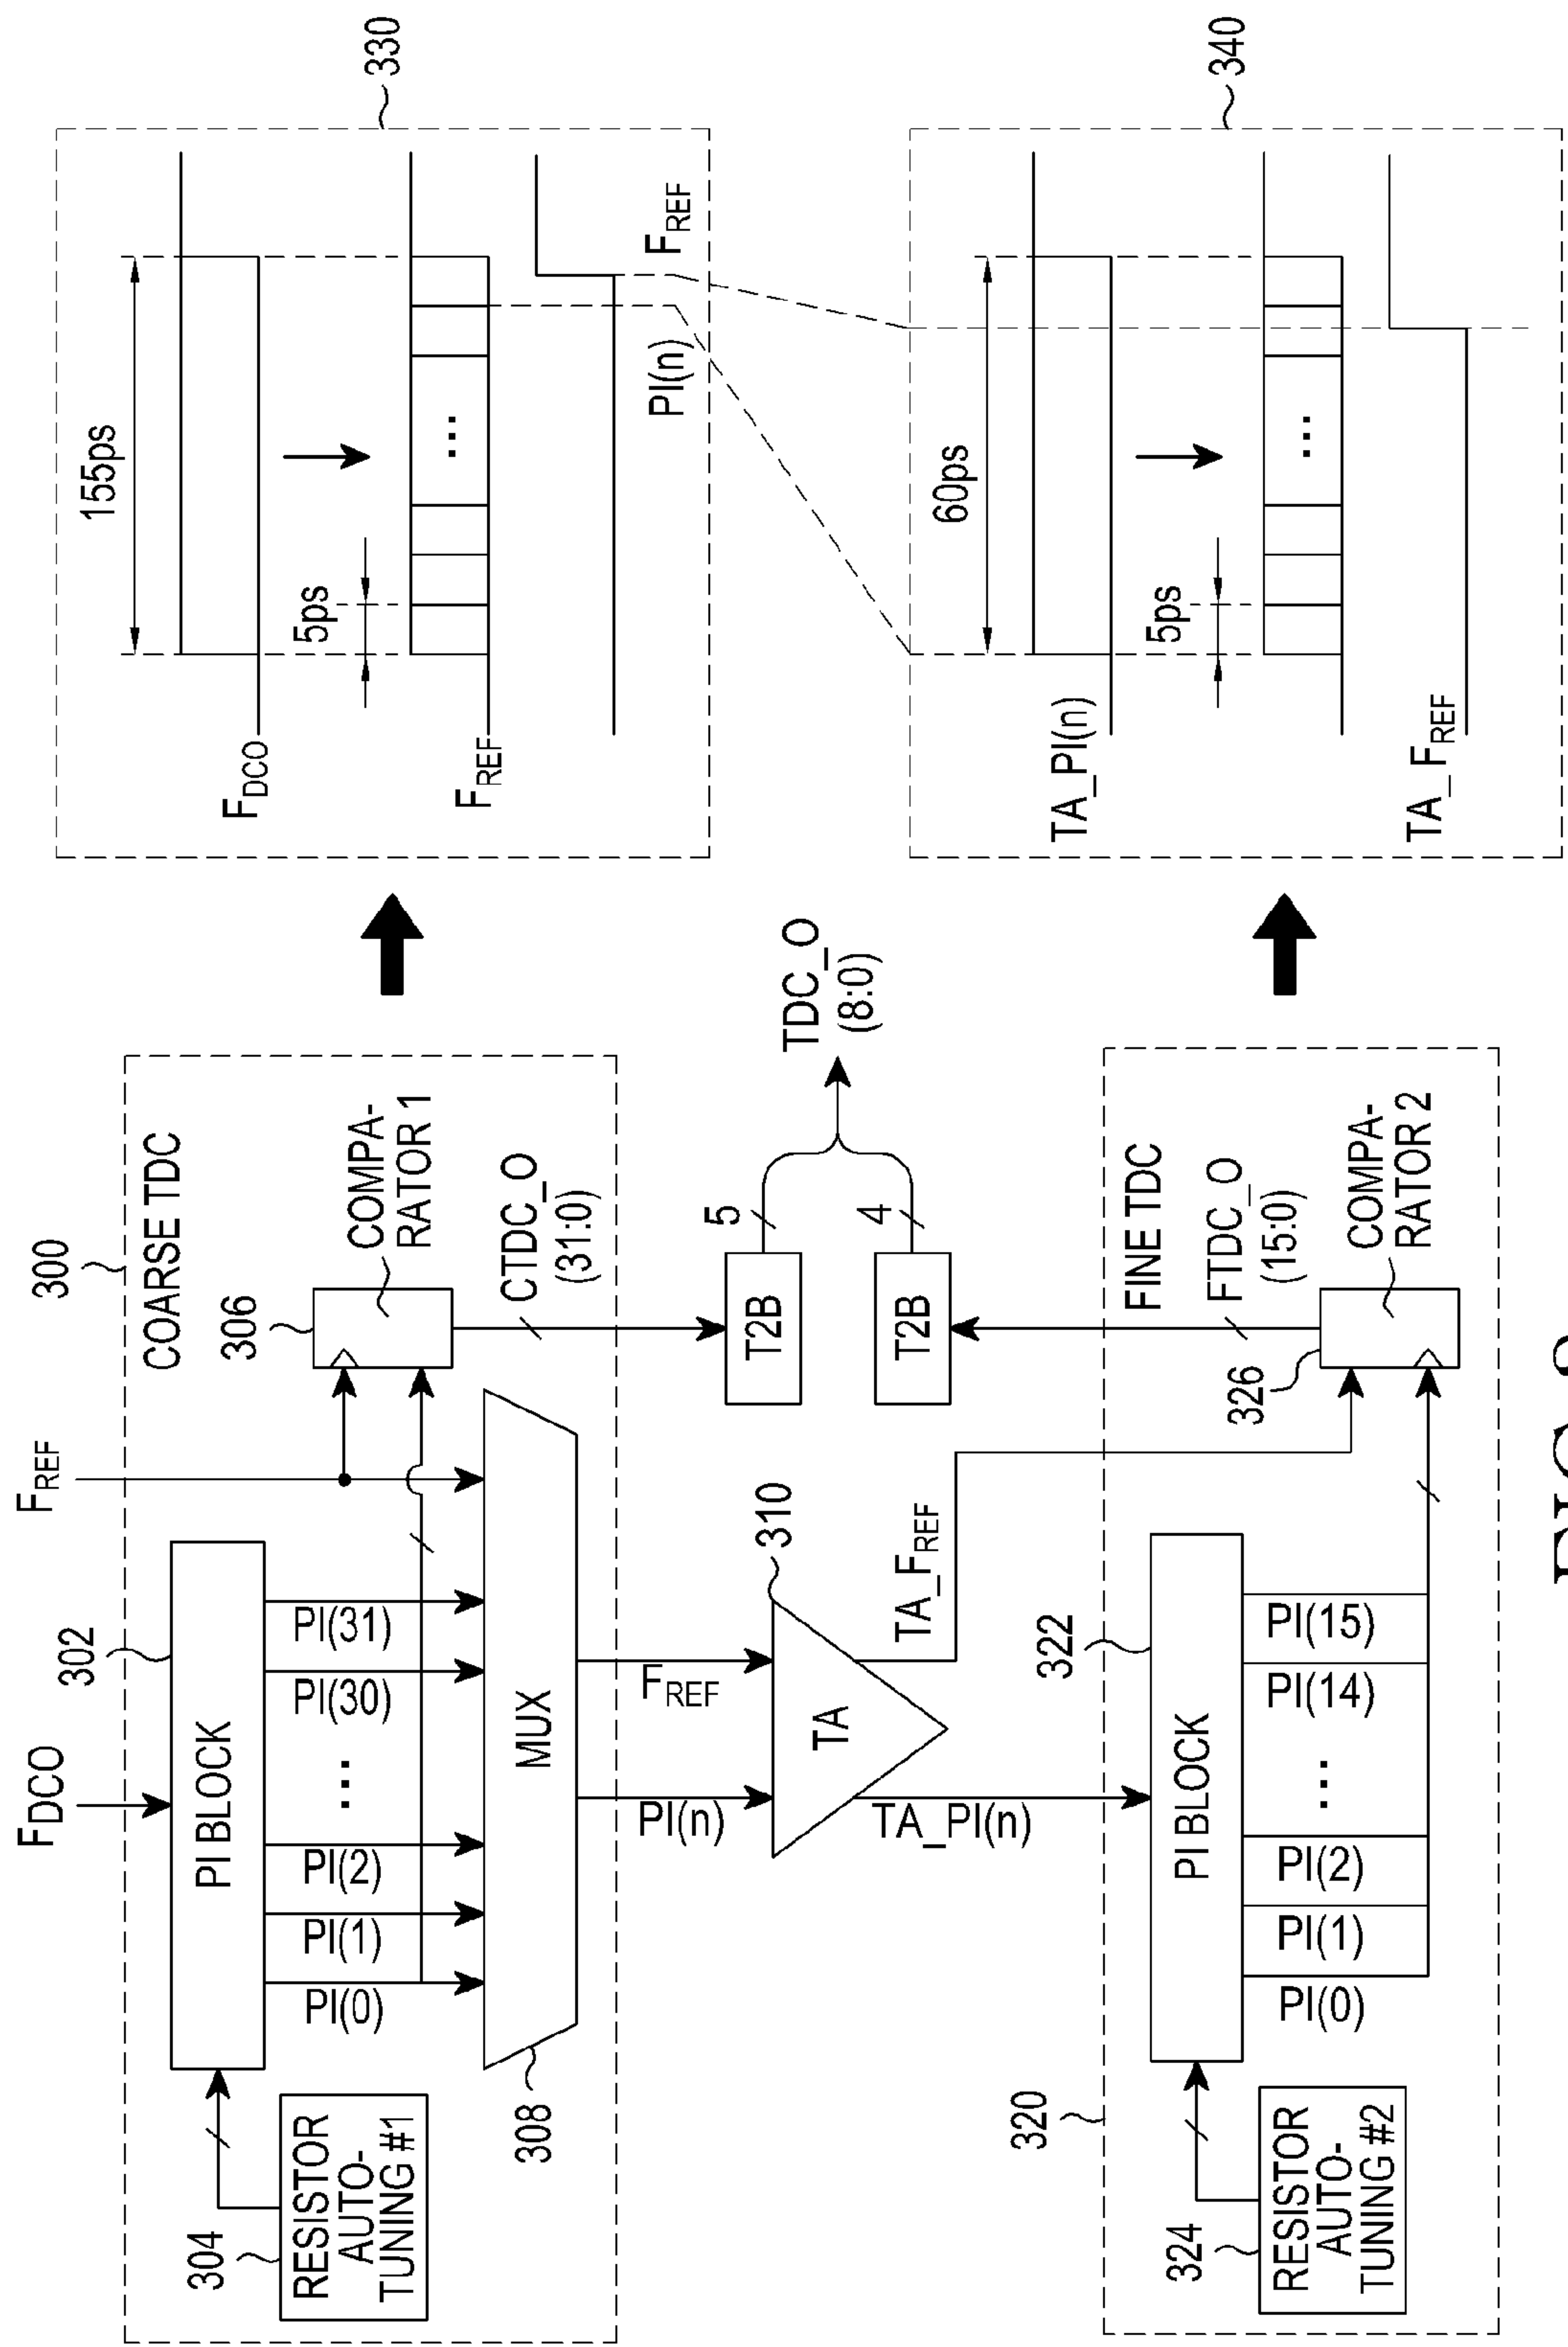 300
COARSE TDC
F_DCO
F_REF
302
PI BLOCK
304
RESISTOR
AUTO-
TUNING #1
PI(0)
PI(1)
PI(2)
...
PI(30)
PI(31)
306
COMPA-
RATOR 1
308
MUX
CTDC_O
(31:0)
PI(n)
F_REF
310
TA
TA_PI(n)
TA_F_REF
T2B
5
T2B
4
TDC_O
(8:0)
320
FINE TDC
322
PI BLOCK
324
RESISTOR
AUTO-
TUNING #2
PI(0)
PI(1)
PI(2)
...
PI(14)
PI(15)
326
FTDC_O
(15:0)
COMPA-
RATOR 2
330
155ps
F_DCO
5ps
...
F_REF
PI(n)
F_REF
340
60ps
TA_PI(n)
5ps
...
TA_F_REF